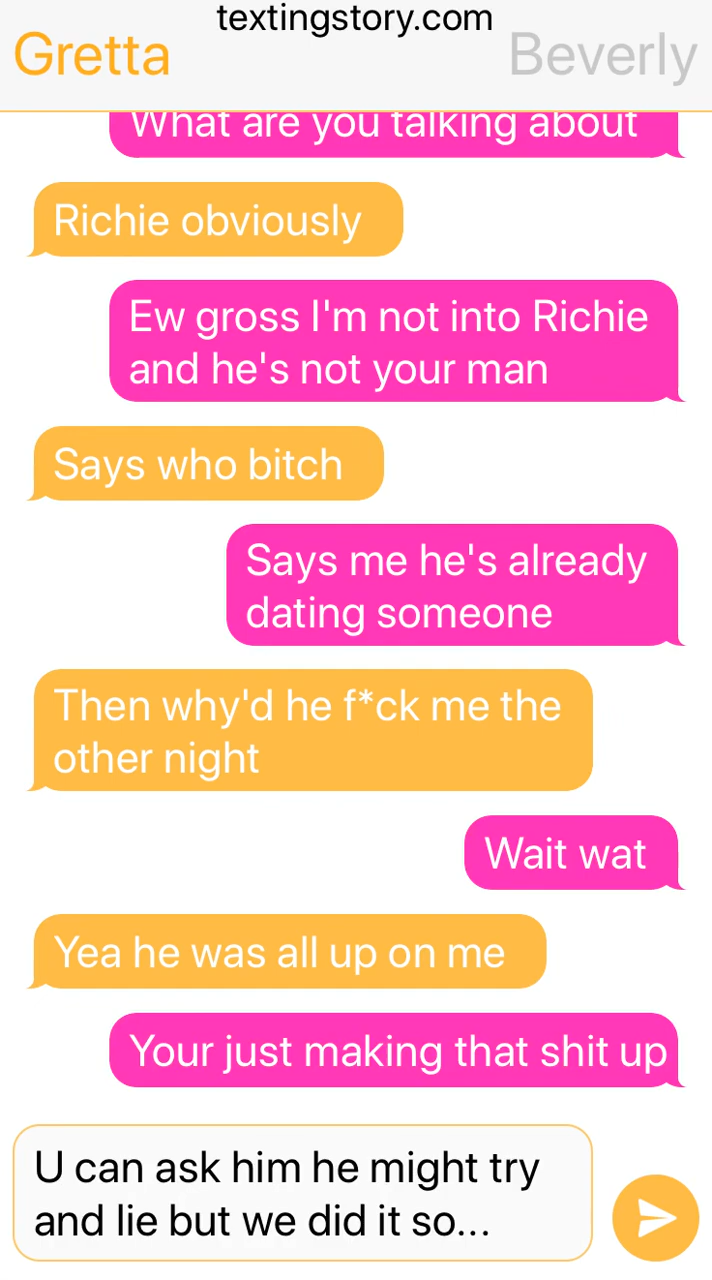 textingstory.com
Gretta
Beverly
What are you talking about
Richie obviously
Ew gross I'm not into Richie
and he's not your man
Says who bitch
Says me he's already
dating someone
Then why'd he f*ck me the
other night
Wait wat
Yea he was all up on me
Your just making that shit up
U can ask him he might try
and lie but we did it so...